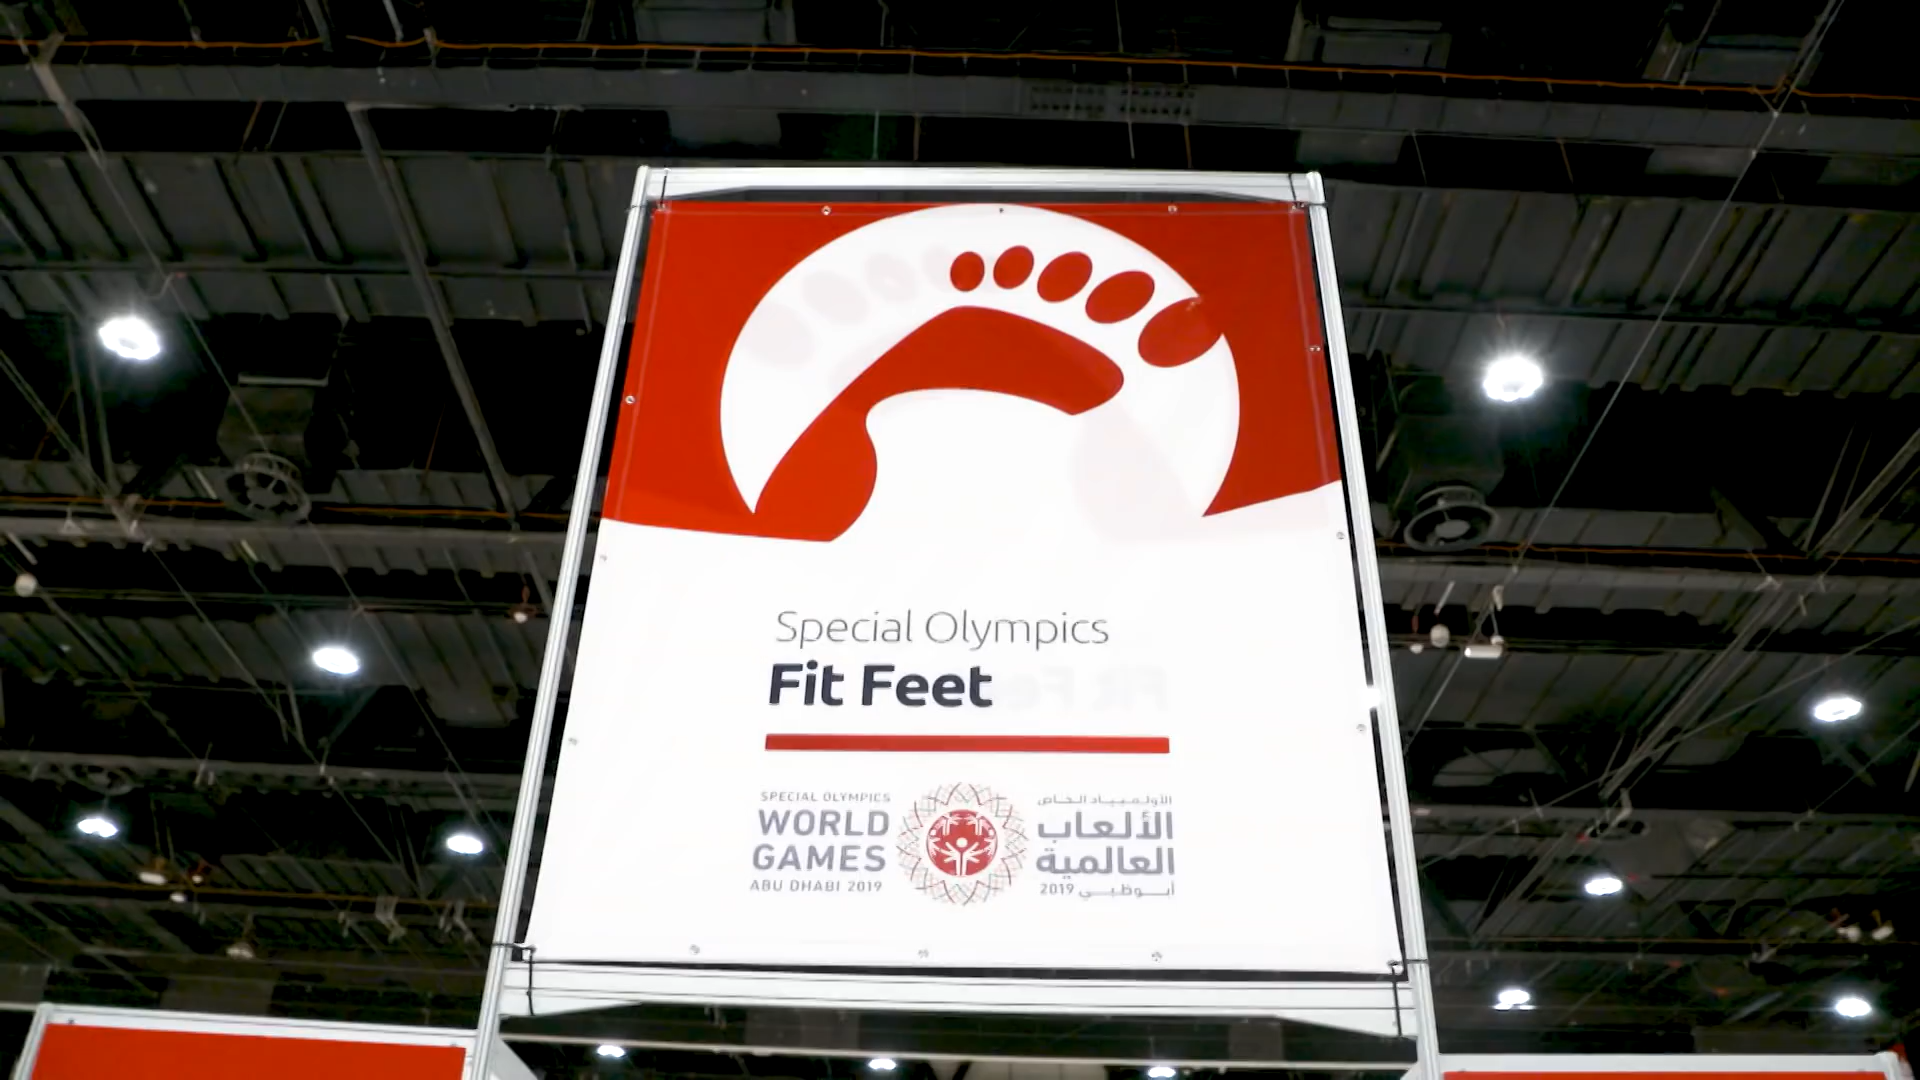 Special Olympics
Fit Feet
SPECIAL OLYMPICS
WORLD
GAMES
ABU DHABI 2019
الأولمبياد الخاص
الألعاب
العالمية
أبوظبي 2019